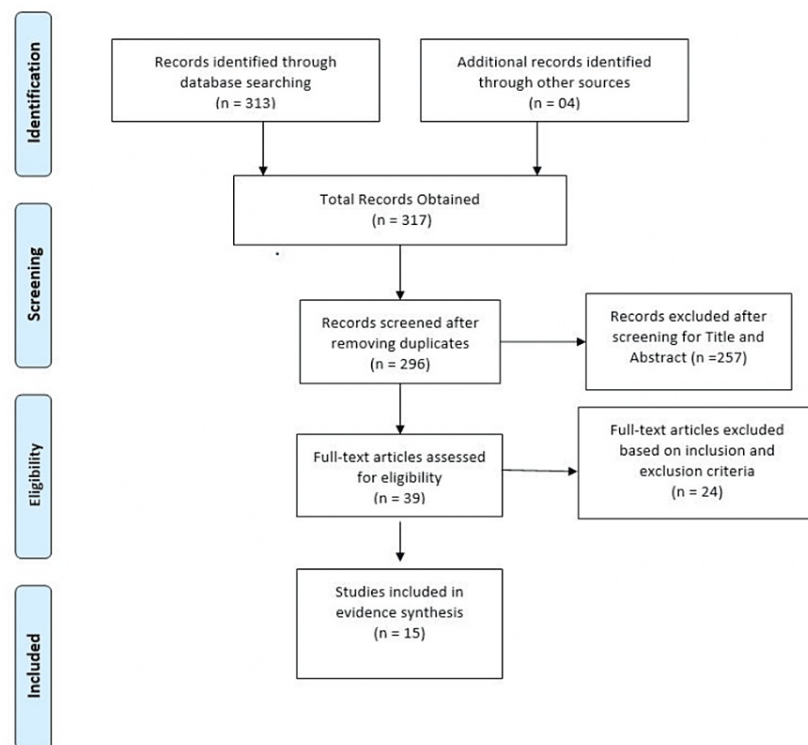 Identification
Records identified through
database searching
(n = 313)
Additional records identified
through other sources
(n = 04)
Total Records Obtained
(n = 317)
Screening
Records screened after
removing duplicates
(n = 296)
Records excluded after
screening for Title and
Abstract (n =257)
Eligibility
Full-text articles assessed
for eligibility
(n = 39)
Full-text articles excluded
based on inclusion and
exclusion criteria
(n = 24)
Included
Studies included in
evidence synthesis
(n = 15)